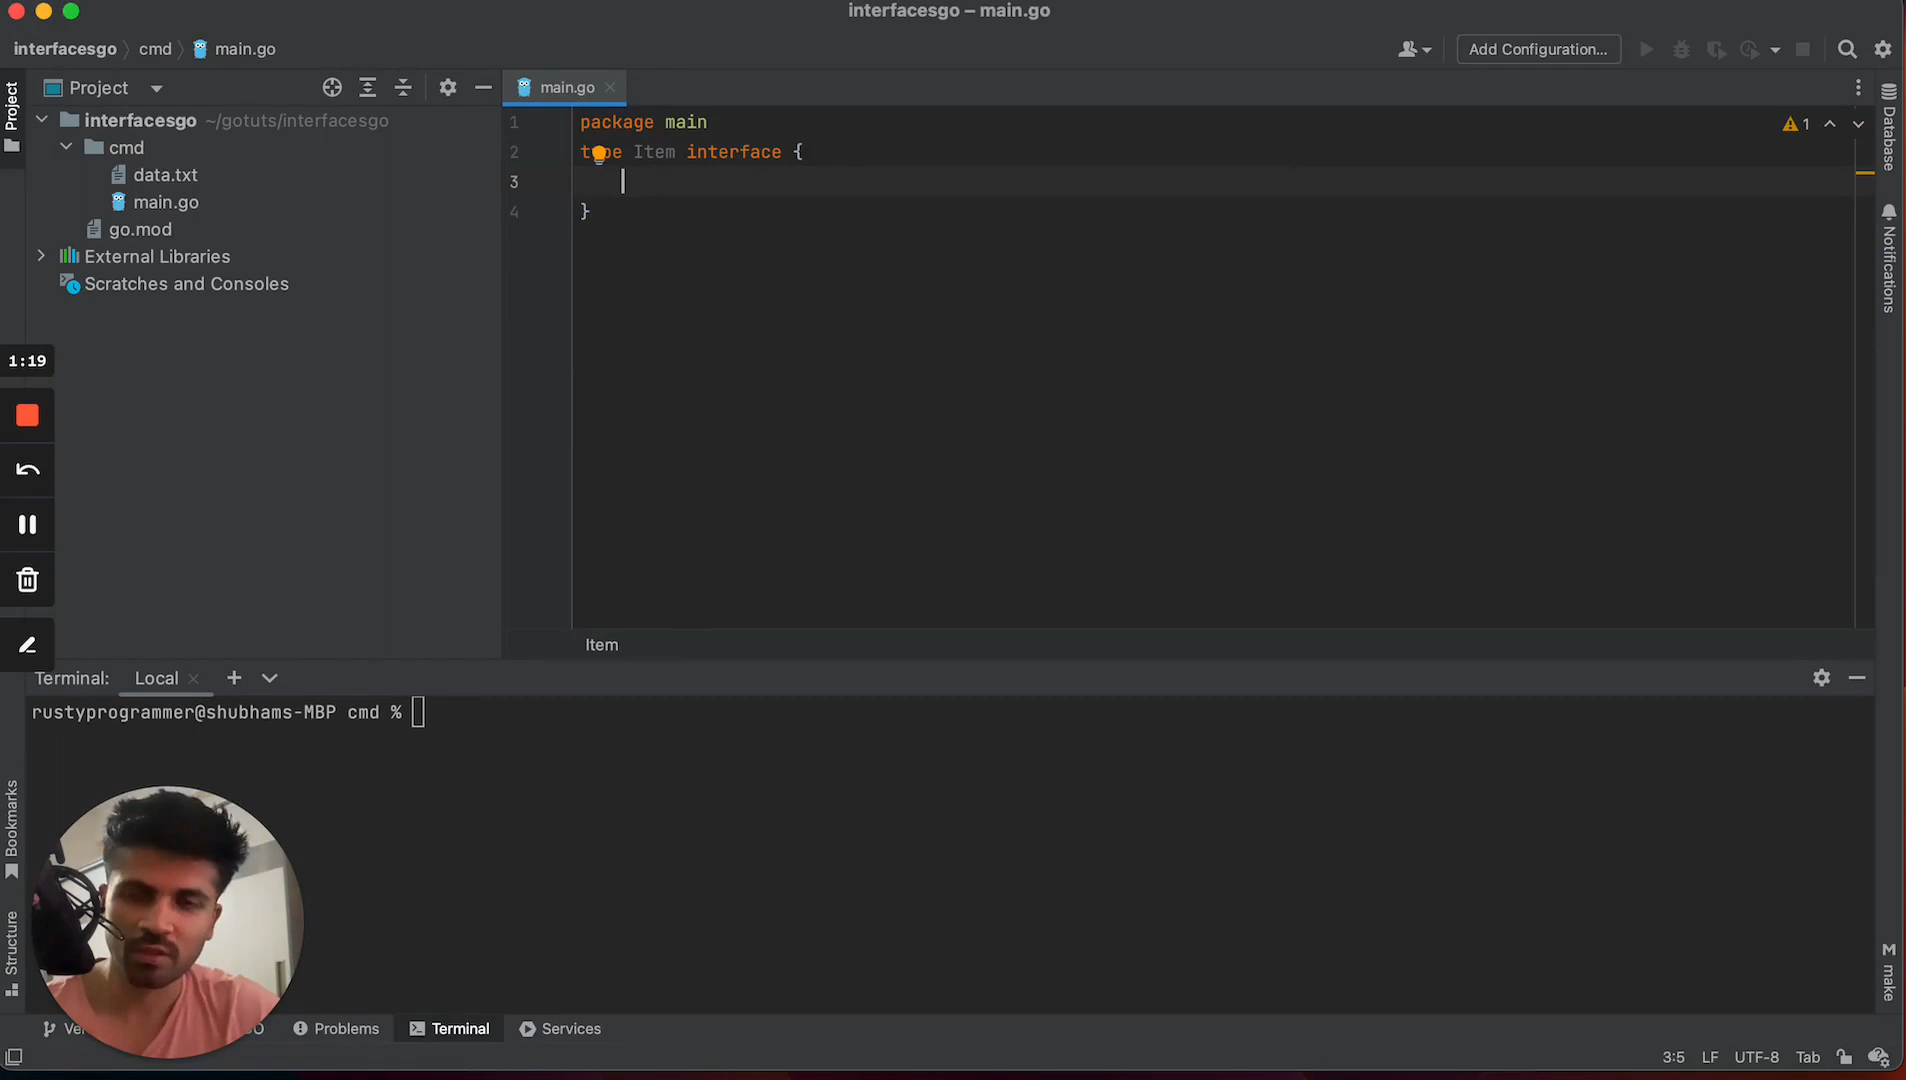 interfacesgo – main.go
interfacesgo cmd main.go
Add Configuration...
Project
Project
main.go
interfacesgo ~/gotuts/interfacesgo
cmd
data.txt
main.go
go.mod
External Libraries
Scratches and Consoles
1 package main
2 type Item interface {
3
4 }
1
Database
Notifications
1:19
Item
Terminal: Local
rustyprogrammer@shubhams-MBP cmd %
Bookmarks
Structure
make
Problems
Terminal
Services
3:5 LF UTF-8 Tab